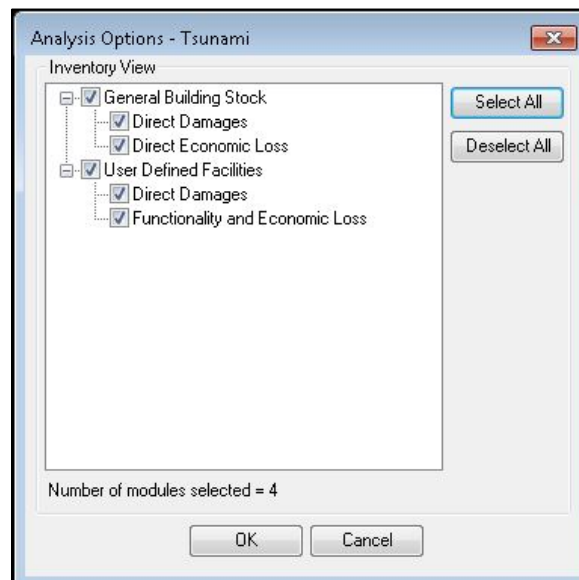 Analysis Options - Tsunami
Inventory View
General Building Stock
Direct Damages
Direct Economic Loss
User Defined Facilities
Direct Damages
Functionality and Economic Loss
Select All
Deselect All
Number of modules selected = 4
OK
Cancel